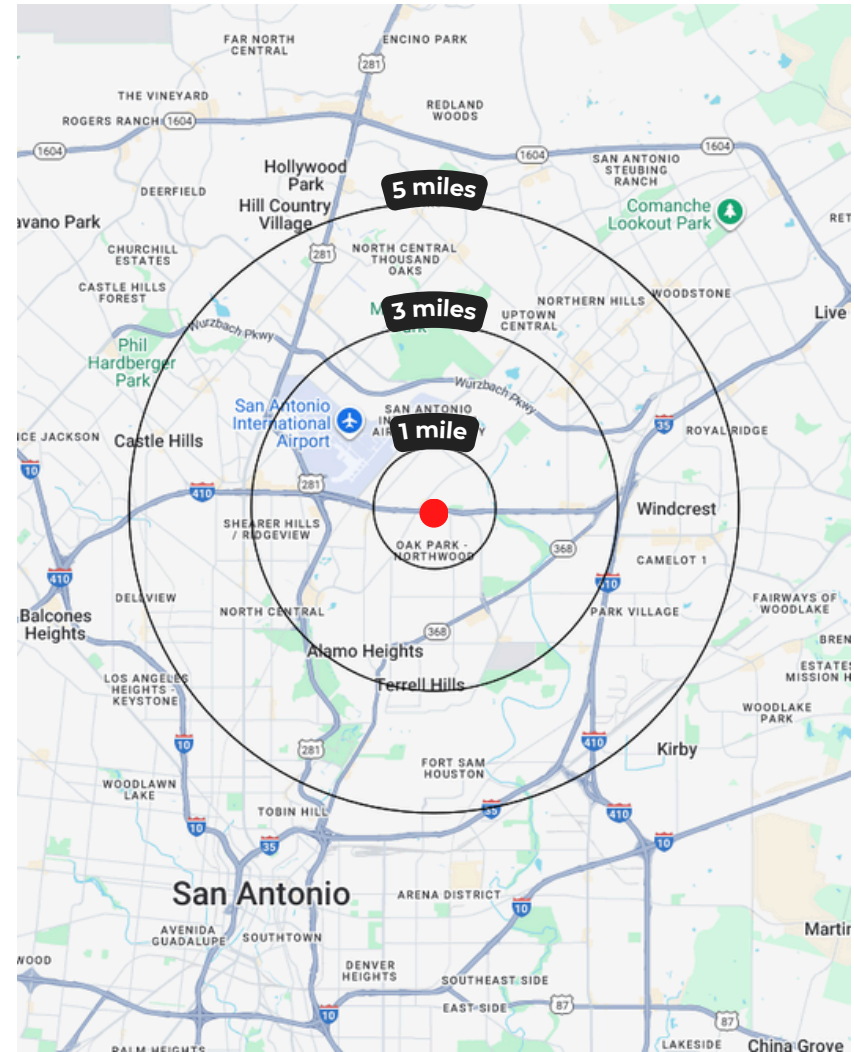 FAR NORTH
CENTRAL
ENCINO PARK
281
THE VINEYARD
REDLAND
WOODS
ROGERS RANCH
1604
1604
1604
1604
SAN ANTONIO
STEUBING
RANCH
Hollywood
Park
5 miles
DEERFIELD
Hill Country
Village
Comanche
Lookout Park
avano Park
RET
281
NORTH CENTRAL
THOUSAND
OAKS
CHURCHILL
ESTATES
CASTLE HILLS
FOREST
NORTHERN HILLS
WOODSTONE
3 miles
UPTOWN
CENTRAL
Live
Wurzbach Pkwy
Phil
Hardberger
Park
Wurzbach Pkwy
San Antonio
International
Airport
SAN ANTONIO
1 mile
35
ROYAL RIDGE
ICE JACKSON
Castle Hills
10
410
281
Windcrest
SHEARER HILLS
/ RIDGEVIEW
OAK PARK -
NORTHWOOD
368
CAMELOT 1
410
410
DELLVIEW
NORTH CENTRAL
PARK VILLAGE
FAIRWAYS OF
WOODLAKE
Balcones
Heights
368
Alamo Heights
BREN
ESTATES
MISSION H
LOS ANGELES
HEIGHTS -
KEYSTONE
Terrell Hills
WOODLAKE
PARK
10
281
410
Kirby
FORT SAM
HOUSTON
WOODLAWN
LAKE
TOBIN HILL
35
410
10
35
10
San Antonio
ARENA DISTRICT
10
AVENIDA
GUADALUPE
SOUTHTOWN
Martin
WOOD
DENVER
HEIGHTS
SOUTHEAST SIDE
10
EAST SIDE
87
87
PALM HEIGHTS
LAKESIDE
China Grove